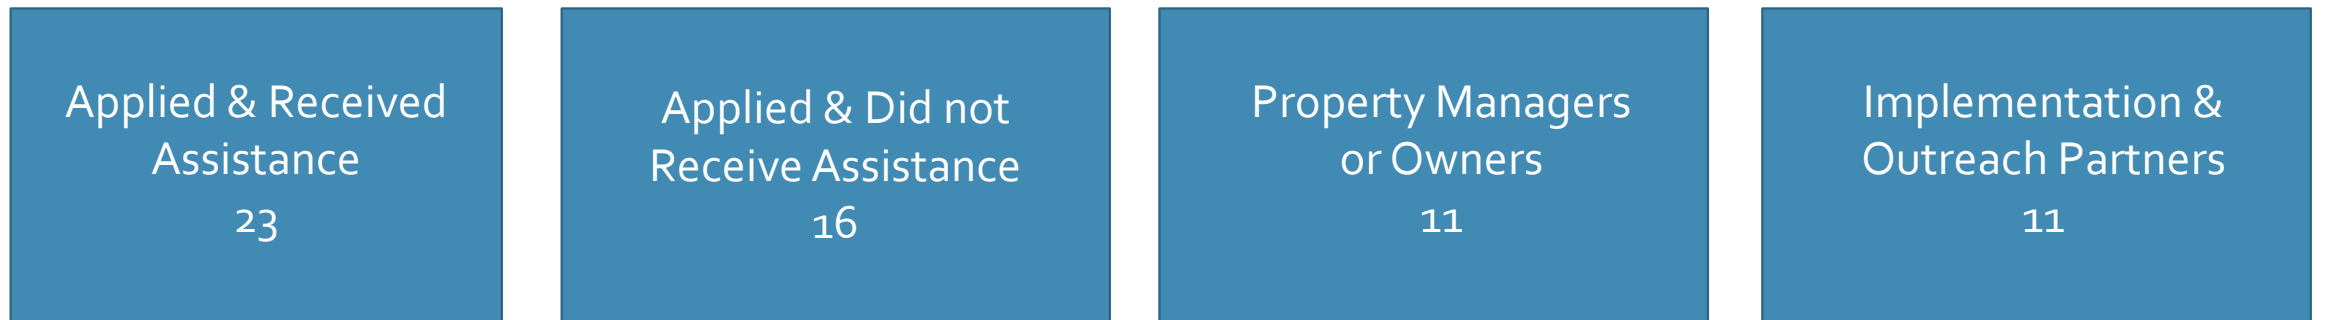 Applied & Received
Assistance
23
Applied & Did not
Receive Assistance
16
Property Managers
or Owners
11
Implementation &
Outreach Partners
11